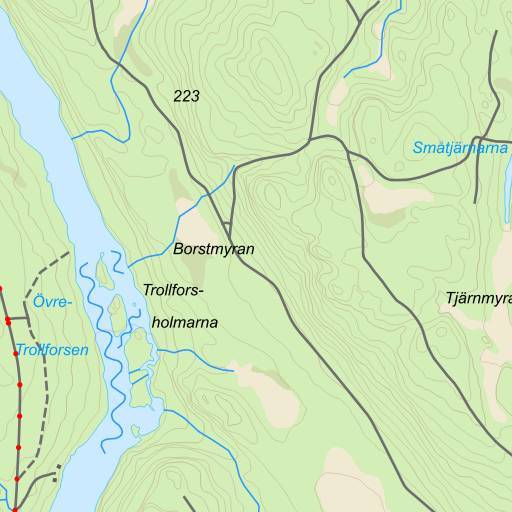 223
Småtjärnarna
Borstmyran
Trollfors-
holmarna
Övre-
Trollforsen
Tjärnmyra